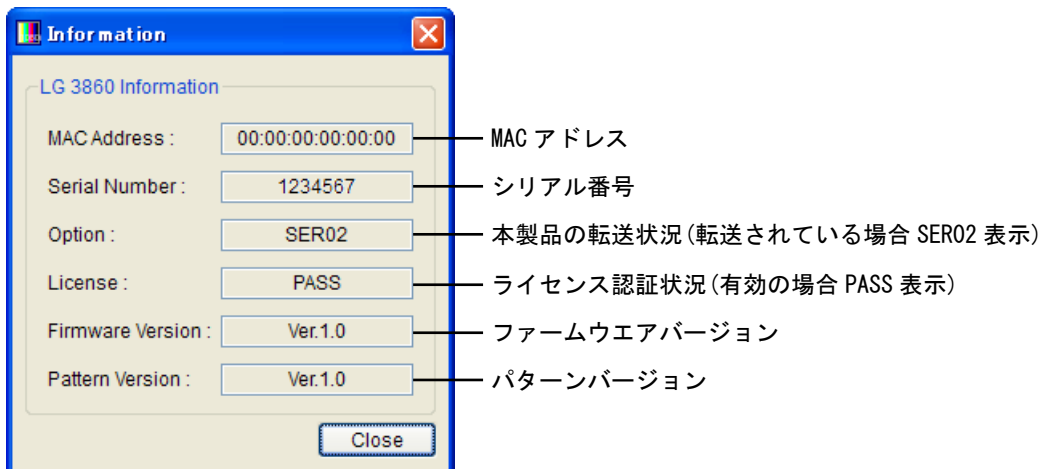 Information
LG 3860 Information
MAC Address : 00:00:00:00:00:00 MAC アドレス
Serial Number : 1234567 シリアル番号
Option : SER02 本製品の転送状況(転送されている場合 SER02 表示)
License : PASS ライセンス認証状況(有効の場合 PASS 表示)
Firmware Version : Ver.1.0 ファームウエアバージョン
Pattern Version : Ver.1.0 パターンバージョン
Close